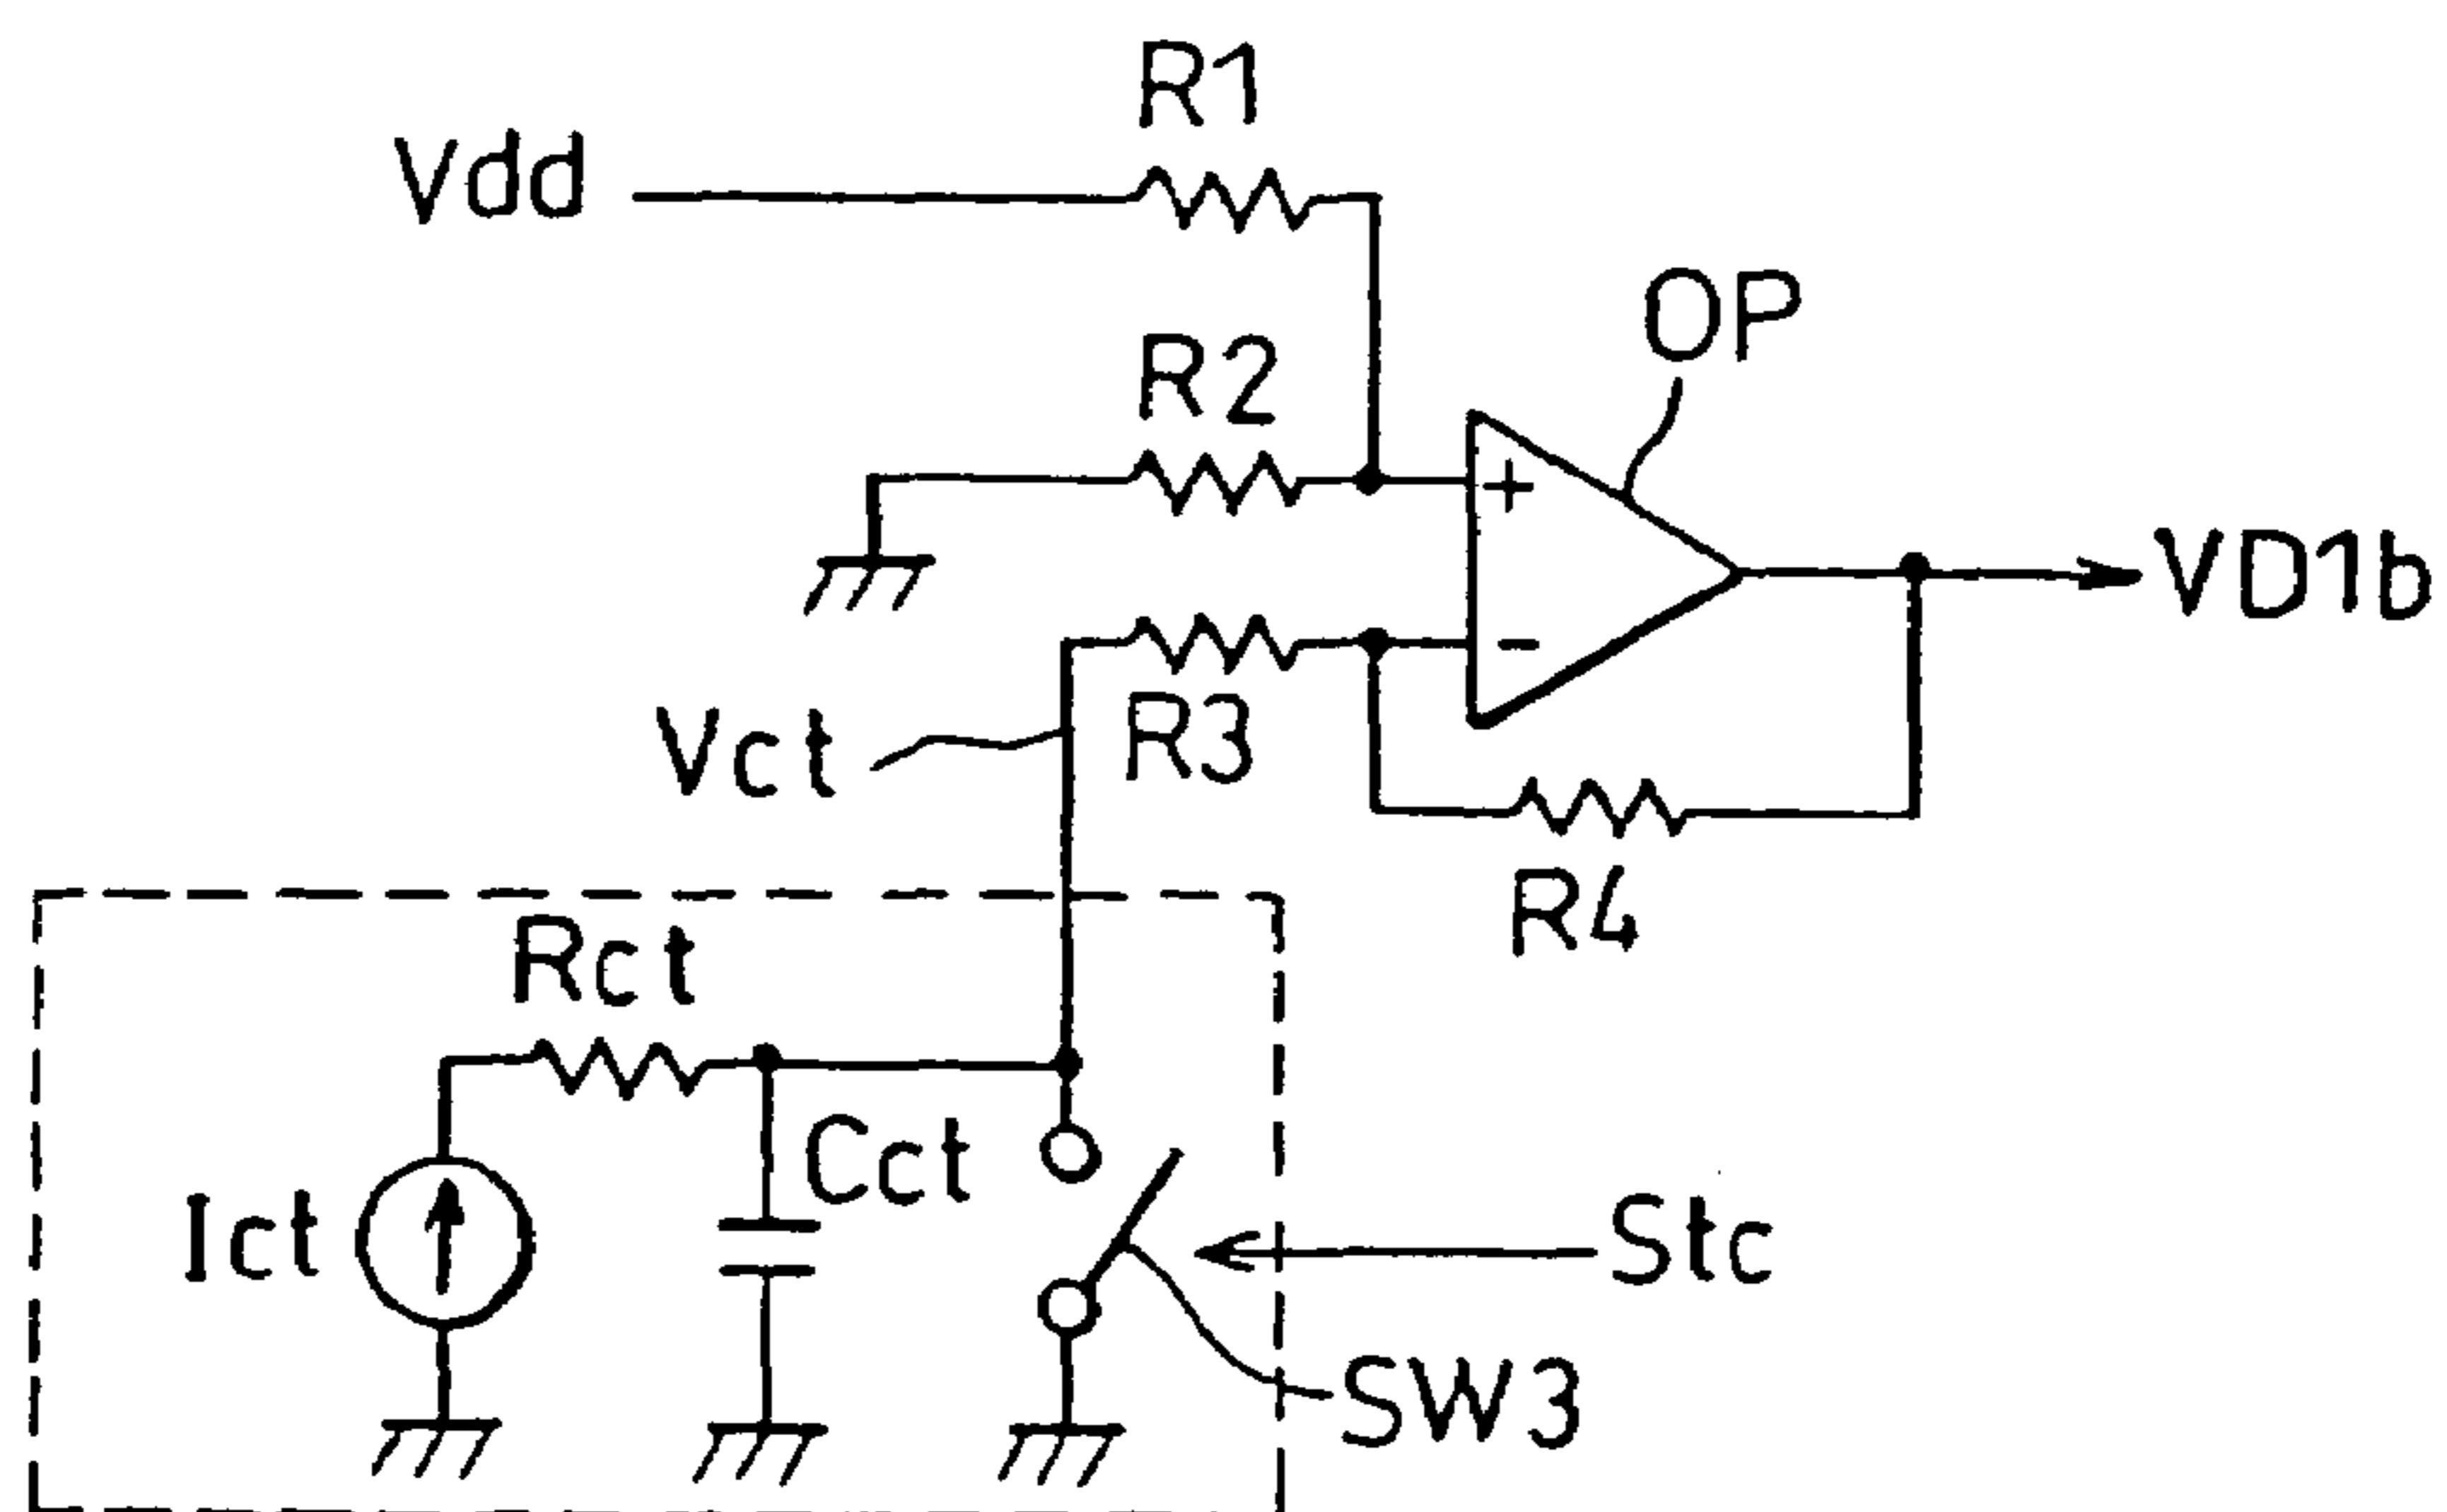 R1
Vdd
OP
R2
+
VD1b
-
Vct
R3
R4
Rct
Cct
Ict
Stc
SW3